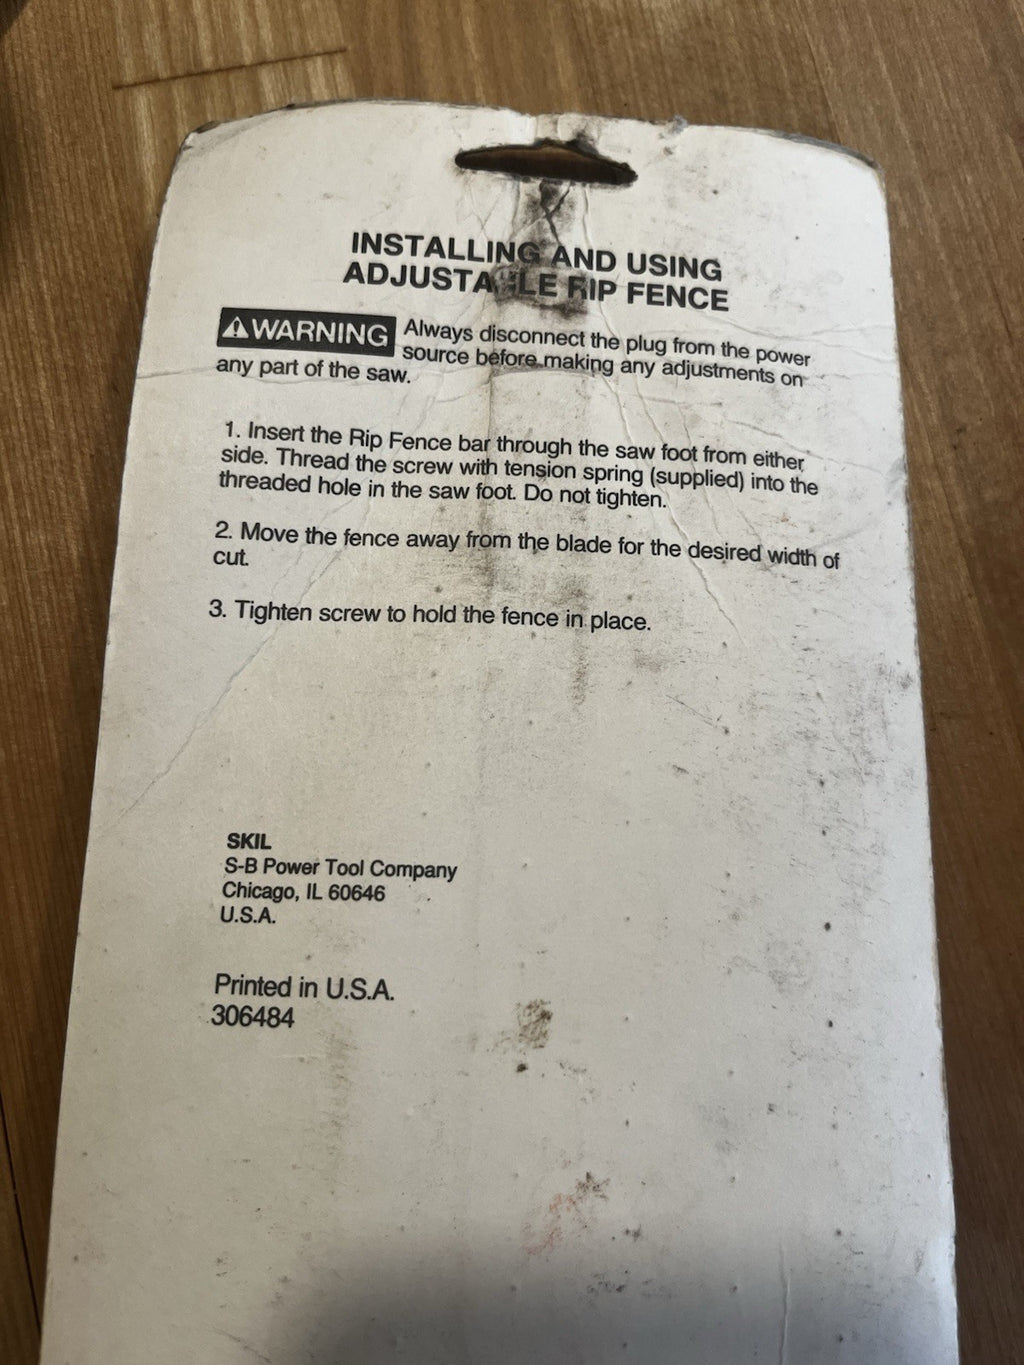 INSTALLING AND USING
ADJUSTABLE RIP FENCE
WARNING Always disconnect the plug from the power
source before making any adjustments on
any part of the saw.
1. Insert the Rip Fence bar through the saw foot from either
side. Thread the screw with tension spring (supplied) into the
threaded hole in the saw foot. Do not tighten.
2. Move the fence away from the blade for the desired width of
cut.
3. Tighten screw to hold the fence in place.
SKIL
S-B Power Tool Company
Chicago, IL 60646
U.S.A.
Printed in U.S.A.
306484